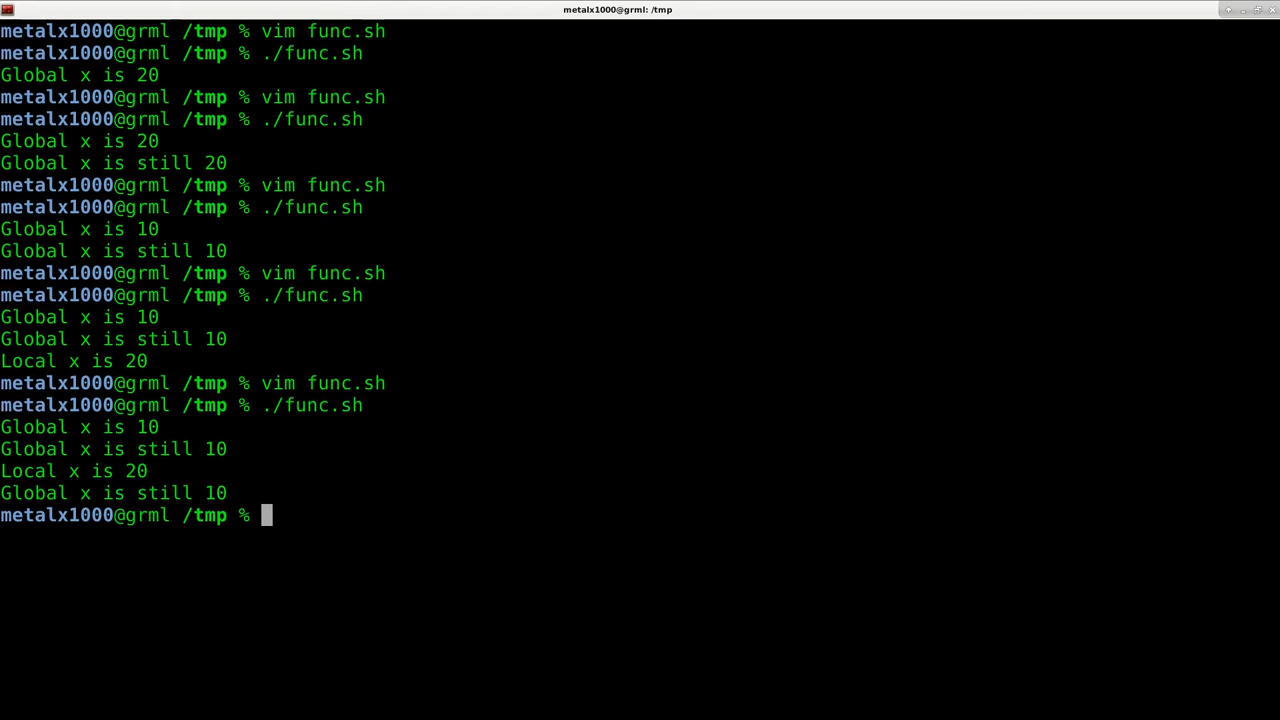 metalx1000@grml: /tmp
metalx1000@grml /tmp % vim func.sh
metalx1000@grml /tmp % ./func.sh
Global x is 20
metalx1000@grml /tmp % vim func.sh
metalx1000@grml /tmp % ./func.sh
Global x is 20
Global x is still 20
metalx1000@grml /tmp % vim func.sh
metalx1000@grml /tmp % ./func.sh
Global x is 10
Global x is still 10
metalx1000@grml /tmp % vim func.sh
metalx1000@grml /tmp % ./func.sh
Global x is 10
Global x is still 10
Local x is 20
metalx1000@grml /tmp % vim func.sh
metalx1000@grml /tmp % ./func.sh
Global x is 10
Global x is still 10
Local x is 20
Global x is still 10
metalx1000@grml /tmp %